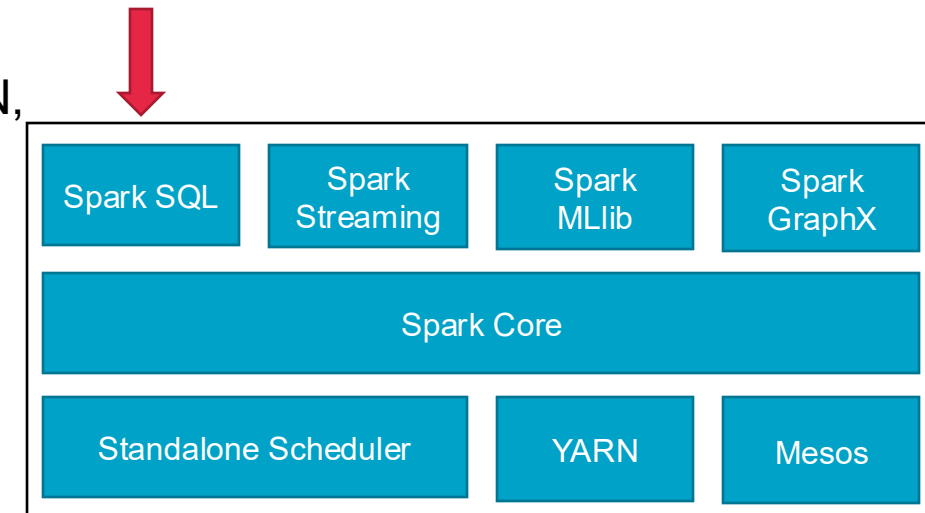 N,
Spark SQL
Spark
Streaming
Spark
MLlib
Spark
GraphX
Spark Core
Standalone Scheduler
YARN
Mesos